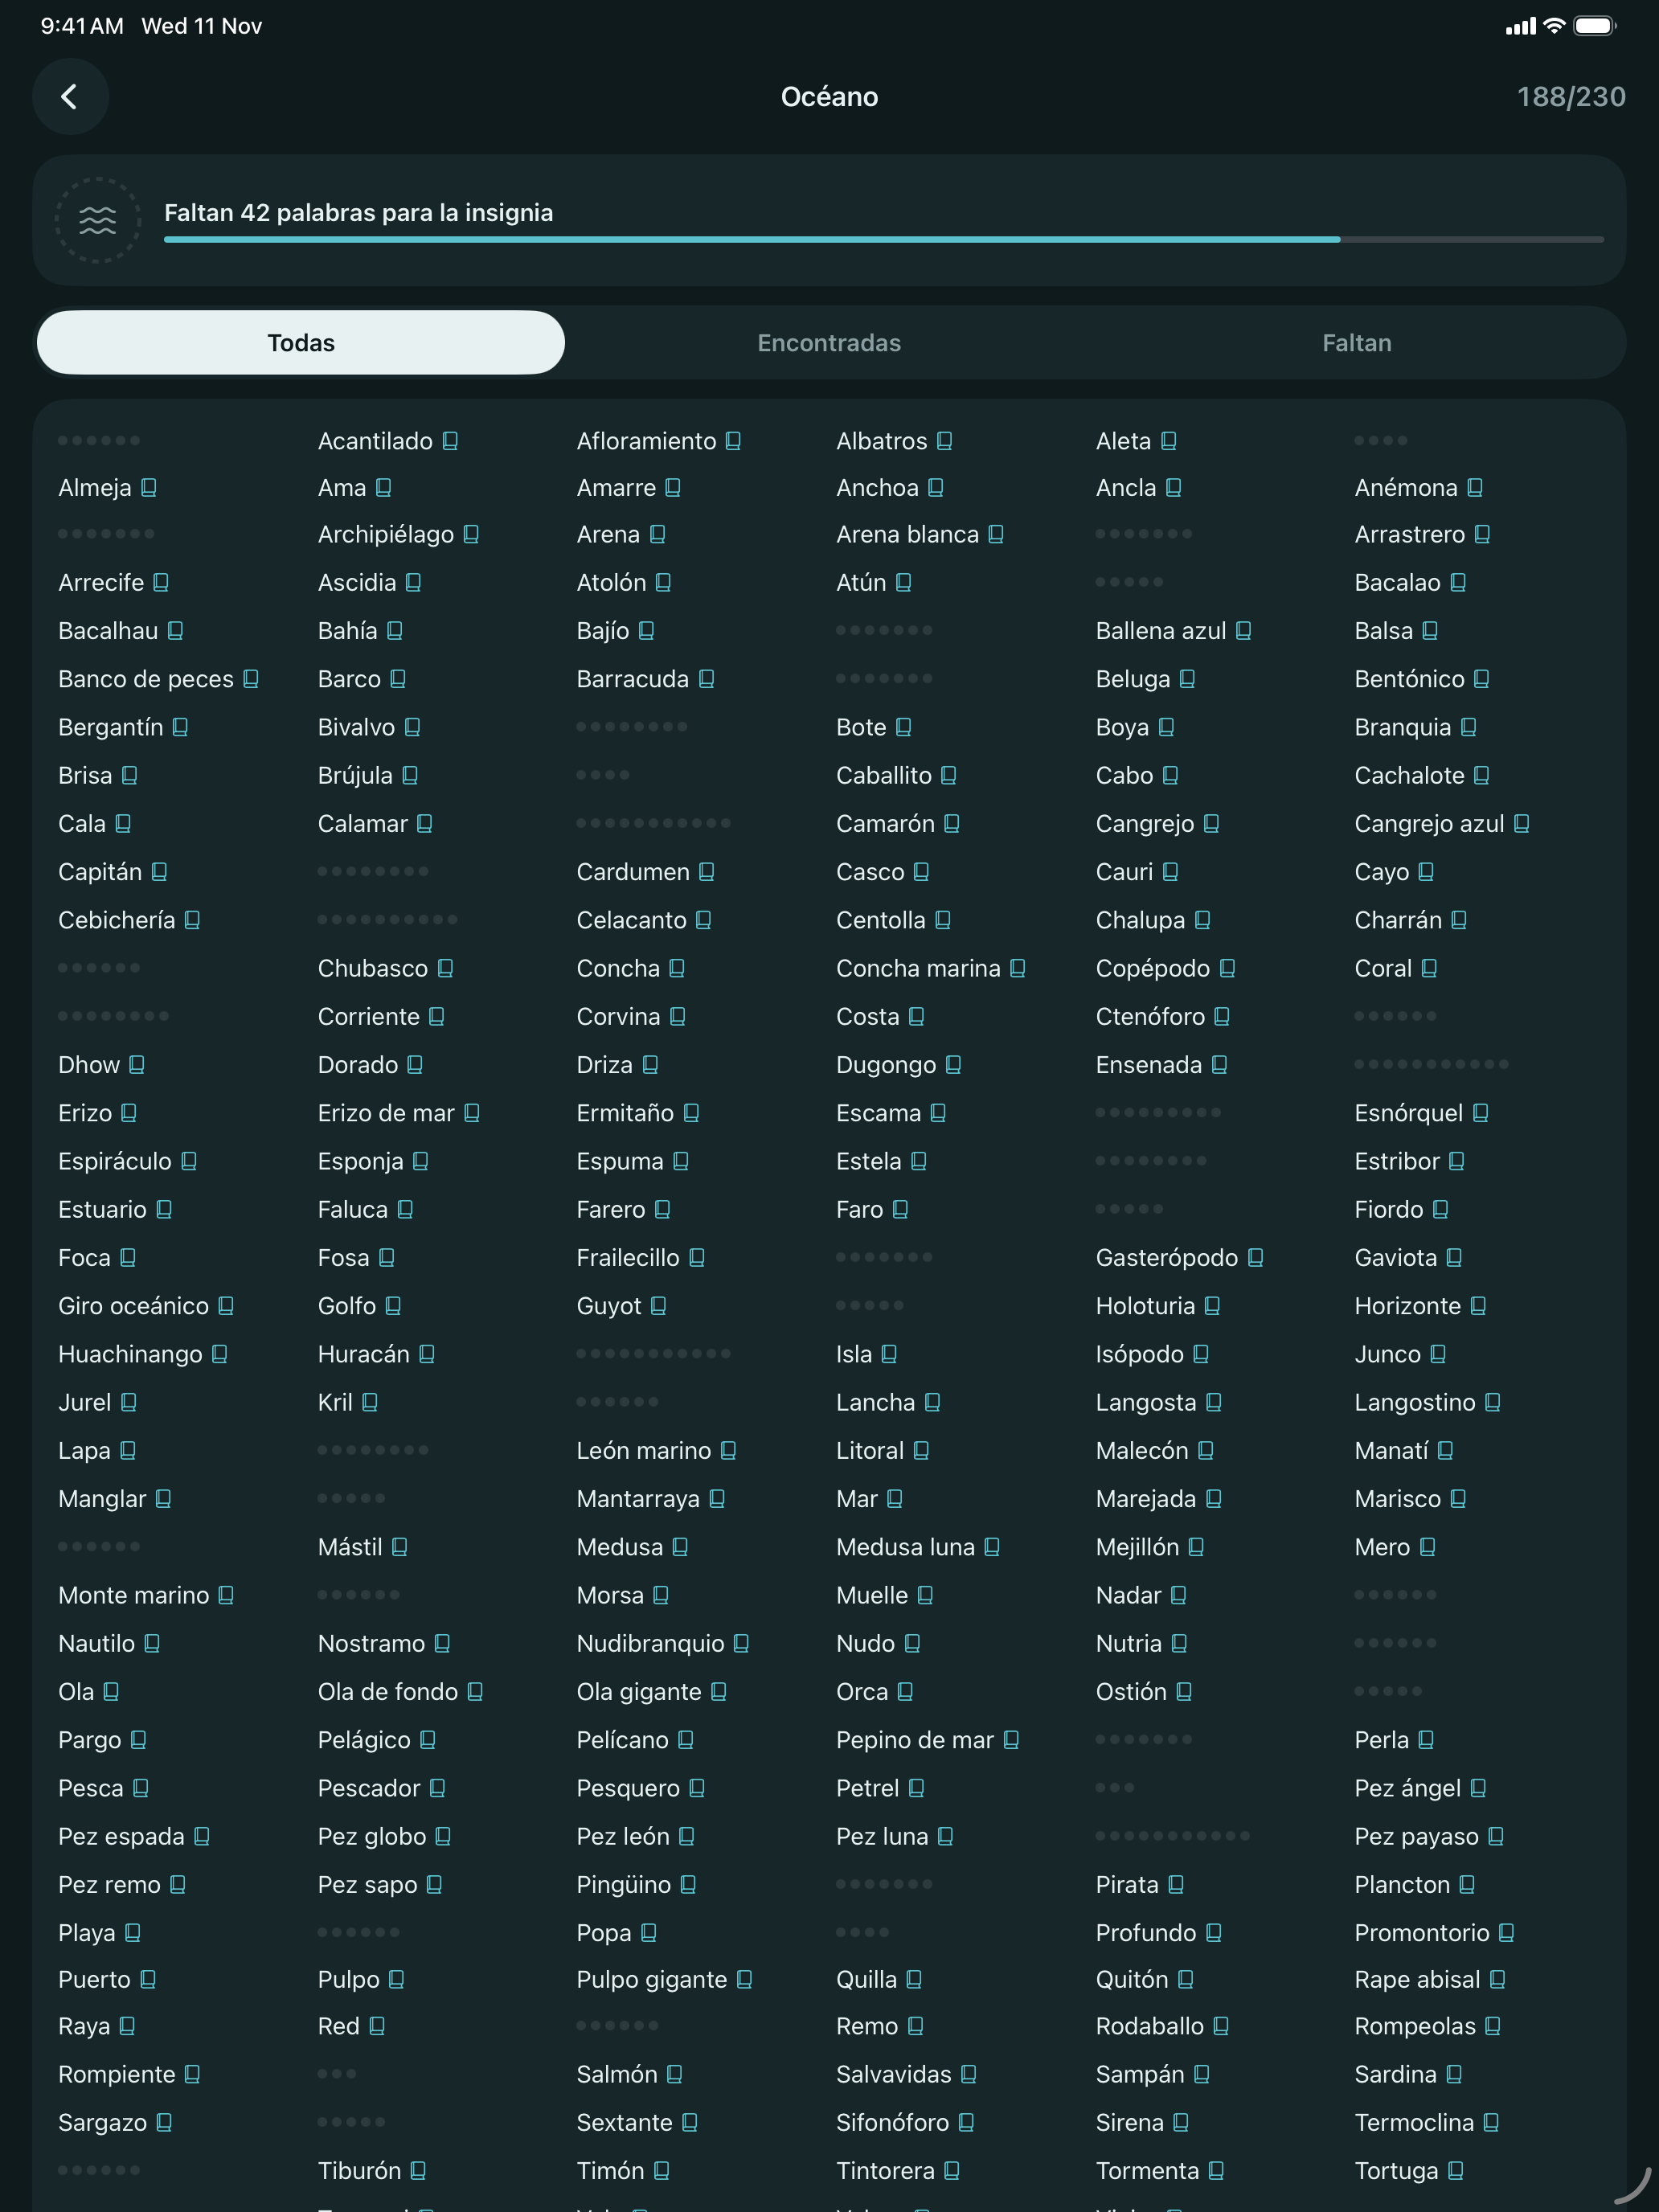 9:41 AM Wed 11 Nov
Océano 188/230
Faltan 42 palabras para la insignia
Todas Encontradas Faltan
Acantilado Afloramiento Albatros Aleta
Almeja Ama Amarre Anchoa Ancla Anémona
Archipiélago Arena Arena blanca Arrastrero
Arrecife Ascidia Atolón Atún Bacalao
Bacalhau Bahía Bajío Ballena azul Balsa
Banco de peces Barco Barracuda Beluga Bentónico
Bergantín Bivalvo Bote Boya Branquia
Brisa Brújula Caballito Cabo Cachalote
Cala Calamar Camarón Cangrejo Cangrejo azul
Capitán Cardumen Casco Cauri Cayo
Cebichería Celacanto Centolla Chalupa Charrán
Chubasco Concha Concha marina Copépodo Coral
Corriente Corvina Costa Ctenóforo
Dhow Dorado Driza Dugongo Ensenada
Erizo Erizo de mar Ermitaño Escama Esnórquel
Espiráculo Esponja Espuma Estela Estribor
Estuario Faluca Farero Faro Fiordo
Foca Fosa Frailecillo Gasterópodo Gaviota
Giro oceánico Golfo Guyot Holoturia Horizonte
Huachinango Huracán Isla Isópodo Junco
Jurel Kril Lancha Langosta Langostino
Lapa León marino Litoral Malecón Manatí
Manglar Mantarraya Mar Marejada Marisco
Mástil Medusa Medusa luna Mejillón Mero
Monte marino Morsa Muelle Nadar
Nautilo Nostramo Nudibranquio Nudo Nutria
Ola Ola de fondo Ola gigante Orca Ostión
Pargo Pelágico Pelícano Pepino de mar Perla
Pesca Pescador Pesquero Petrel Pez ángel
Pez espada Pez globo Pez león Pez luna Pez payaso
Pez remo Pez sapo Pingüino Pirata Plancton
Playa Popa Profundo Promontorio
Puerto Pulpo Pulpo gigante Quilla Quitón Rape abisal
Raya Red Remo Rodaballo Rompeolas
Rompiente Salmón Salvavidas Sampán Sardina
Sargazo Sextante Sifonóforo Sirena Termoclina
Tiburón Timón Tintorera Tormenta Tortuga